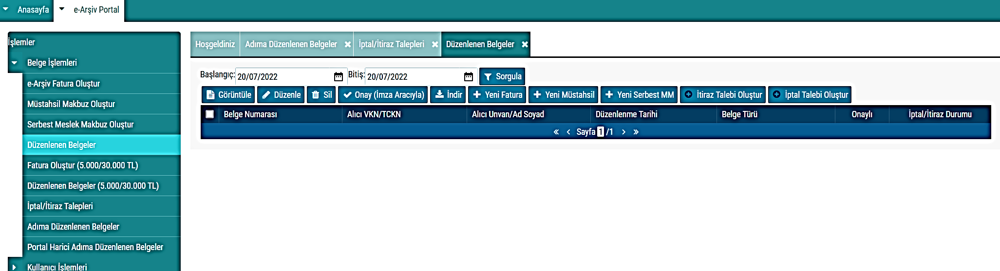 Anasayfa e-Arşiv Portal
İşlemler
Belge İşlemleri
e-Arşiv Fatura Oluştur
Müstahsil Makbuz Oluştur
Serbest Meslek Makbuz Oluştur
Düzenlenen Belgeler
Fatura Oluştur (5.000/30.000 TL)
Düzenlenen Belgeler (5.000/30.000 TL)
İptal/İtiraz Talepleri
Adıma Düzenlenen Belgeler
Portal Harici Adıma Düzenlenen Belgeler
Kullanıcı İşlemleri
Hoşgeldiniz Adıma Düzenlenen Belgeler İptal/İtiraz Talepleri Düzenlenen Belgeler
Başlangıç: 20/07/2022 Bitiş: 20/07/2022 Sorgula
Görüntüle Düzenle Sil Onay (İmza Aracıyla) İndir Yeni Fatura Yeni Müstahsil Yeni Serbest MM İtiraz Talebi Oluştur İptal Talebi Oluştur
Belge Numarası Alıcı VKN/TCKN Alıcı Unvan/Ad Soyad Düzenlenme Tarihi Belge Türü Onaylı İptal/İtiraz Durumu
« ‹ Sayfa 1 /1 › »